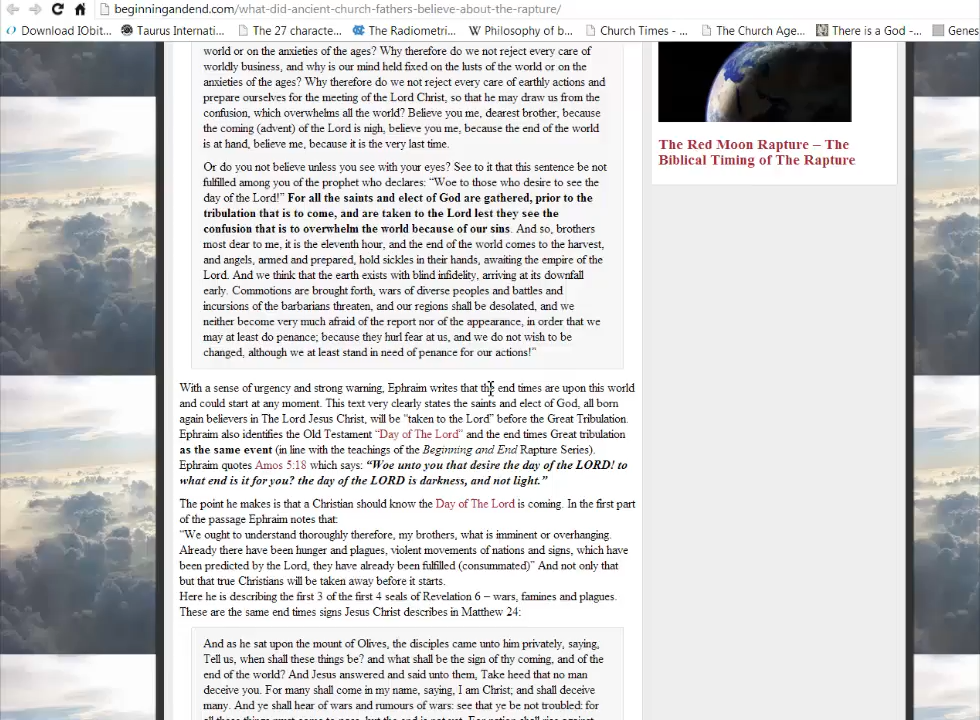 beginningandend.com/what-did-ancient-church-fathers-believe-about-the-rapture/
Download IObit... Taurus Internati... The 27 characte... The Radiometri... Philosophy of b... Church Times - ... The Church Age... There is a God -... Genes
world or on the anxieties of the ages? Why therefore do we not reject every care of
worldly business, and why is our mind held fixed on the lusts of the world or on the
anxieties of the ages? Why therefore do we not reject every care of earthly actions and
prepare ourselves for the meeting of the Lord Christ, so that he may draw us from the
confusion, which overwhelms all the world? Believe you me, dearest brother, because
the coming (advent) of the Lord is nigh, believe you me, because the end of the world
is at hand, believe me, because it is the very last time.
Or do you not believe unless you see with your eyes? See to it that this sentence be not
fulfilled among you of the prophet who declares: “Woe to those who desire to see the
day of the Lord!” For all the saints and elect of God are gathered, prior to the
tribulation that is to come, and are taken to the Lord lest they see the
confusion that is to overwhelm the world because of our sins. And so, brothers
most dear to me, it is the eleventh hour, and the end of the world comes to the harvest,
and angels, armed and prepared, hold sickles in their hands, awaiting the empire of the
Lord. And we think that the earth exists with blind infidelity, arriving at its downfall
early. Commotions are brought forth, wars of diverse peoples and battles and
incursions of the barbarians threaten, and our regions shall be desolated, and we
neither become very much afraid of the report nor of the appearance, in order that we
may at least do penance; because they hurl fear at us, and we do not wish to be
changed, although we at least stand in need of penance for our actions!”
With a sense of urgency and strong warning, Ephraim writes that the end times are upon this world
and could start at any moment. This text very clearly states the saints and elect of God, all born
again believers in The Lord Jesus Christ, will be “taken to the Lord” before the Great Tribulation.
Ephraim also identifies the Old Testament “Day of The Lord” and the end times Great tribulation
as the same event (in line with the teachings of the Beginning and End Rapture Series).
Ephraim quotes Amos 5:18 which says: “Woe unto you that desire the day of the LORD! to
what end is it for you? the day of the LORD is darkness, and not light.”
The point he makes is that a Christian should know the Day of The Lord is coming. In the first part
of the passage Ephraim notes that:
“We ought to understand thoroughly therefore, my brothers, what is imminent or overhanging.
Already there have been hunger and plagues, violent movements of nations and signs, which have
been predicted by the Lord, they have already been fulfilled (consummated)” And not only that
but that true Christians will be taken away before it starts.
Here he is describing the first 3 of the first 4 seals of Revelation 6 – wars, famines and plagues.
These are the same end times signs Jesus Christ describes in Matthew 24:
And as he sat upon the mount of Olives, the disciples came unto him privately, saying,
Tell us, when shall these things be? and what shall be the sign of thy coming, and of the
end of the world? And Jesus answered and said unto them, Take heed that no man
deceive you. For many shall come in my name, saying, I am Christ; and shall deceive
many. And ye shall hear of wars and rumours of wars: see that ye be not troubled: for
all these things must come to pass, but the end is not yet. For nation shall rise against
The Red Moon Rapture – The
Biblical Timing of The Rapture